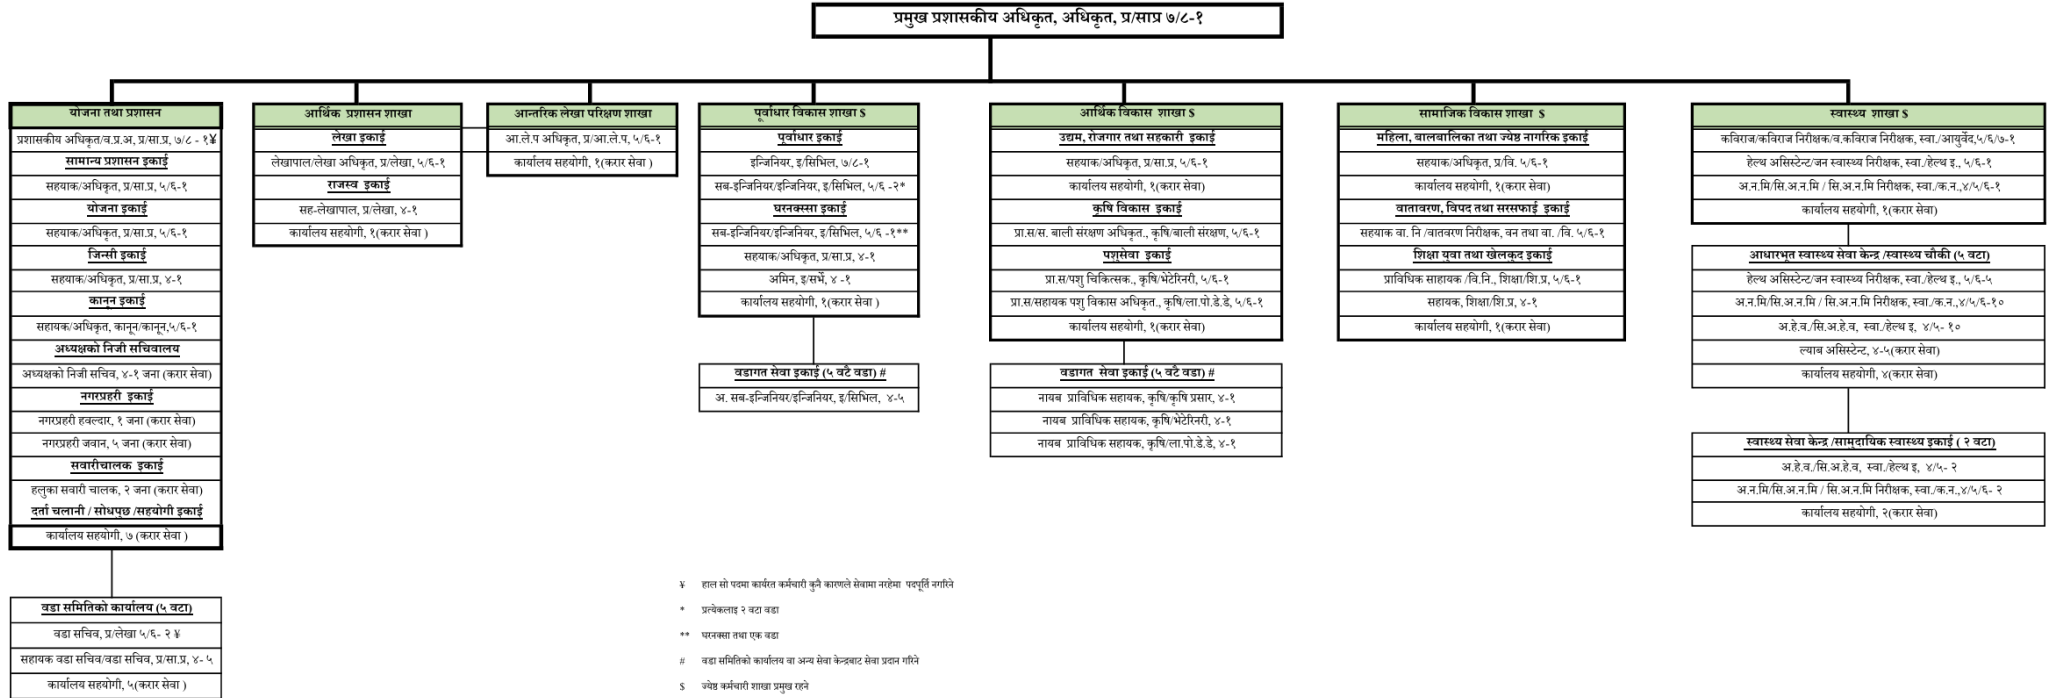 प्रमुख प्रशासकीय अधिकृत, अधिकृत, प्र/साप्र ७/८-१
योजना तथा प्रशासन
प्रशासकीय अधिकृत/व.प्र.अ, प्र/सा.प्र, ७/८ - १¥
सामान्य प्रशासन इकाई
सहयाक/अधिकृत, प्र/सा.प्र, ५/६-१
योजना इकाई
सहयाक/अधिकृत, प्र/सा.प्र, ५/६-१
जिन्सी इकाई
सहयाक/अधिकृत, प्र/सा.प्र, ४-१
कानून इकाई
सहायक/अधिकृत, कानून/कानून,५/६-१
अध्यक्षको निजी सचिवालय
अध्यक्षको निजी सचिव, ४-१ जना (करार सेवा)
नगरप्रहरी इकाई
नगरप्रहरी हवल्दार, १ जना (करार सेवा)
नगरप्रहरी जवान, ५ जना (करार सेवा)
सवारीचालक इकाई
हलुका सवारी चालक, २ जना (करार सेवा)
दर्ता चलानी / सोधपुछ /सहयोगी इकाई
कार्यालय सहयोगी, ७ (करार सेवा )
वडा समितिको कार्यालय (५ वटा)
वडा सचिव, प्र/लेखा ५/६- २ ¥
सहायक वडा सचिव/वडा सचिव, प्र/सा.प्र, ४- ५
कार्यालय सहयोगी, ५(करार सेवा )
आर्थिक प्रशासन शाखा
लेखा इकाई
लेखापाल/लेखा अधिकृत, प्र/लेखा, ५/६-१
राजस्व इकाई
सह-लेखापाल, प्र/लेखा, ४-१
कार्यालय सहयोगी, १(करार सेवा )
आन्तरिक लेखा परिक्षण शाखा
आ.ले.प अधिकृत, प्र/आ.ले.प, ५/६-१
कार्यालय सहयोगी, १(करार सेवा )
पूर्वाधार विकास शाखा $
पूर्वाधार इकाई
इन्जिनियर, इ/सिभिल, ७/८-१
सब-इन्जिनियर/इन्जिनियर, इ/सिभिल, ५/६ -२*
घरनक्स्सा इकाई
सब-इन्जिनियर/इन्जिनियर, इ/सिभिल, ५/६ -१**
सहयाक/अधिकृत, प्र/सा.प्र, ४-१
अमिन, इ/सर्भे, ४ -१
कार्यालय सहयोगी, १(करार सेवा )
वडागत सेवा इकाई (५ वटै वडा) #
अ. सब-इन्जिनियर/इन्जिनियर, इ/सिभिल, ४-५
आर्थिक विकास शाखा $
उद्यम, रोजगार तथा सहकारी इकाई
सहयाक/अधिकृत, प्र/सा.प्र, ५/६-१
कार्यालय सहयोगी, १(करार सेवा)
कृषि विकास इकाई
प्रा.स/स. बाली संरक्षण अधिकृत., कृषि/बाली संरक्षण, ५/६-१
पशुसेवा इकाई
प्रा.स/पशु चिकित्सक., कृषि/भेटेरिनरी, ५/६-१
प्रा.स/सहायक पशु विकास अधिकृत., कृषि/ला.पो.डे.डे, ५/६-१
कार्यालय सहयोगी, १(करार सेवा)
वडागत सेवा इकाई (५ वटै वडा) #
नायब प्राविधिक सहायक, कृषि/कृषि प्रसार, ४-१
नायब प्राविधिक सहायक, कृषि/भेटेरिनरी, ४-१
नायब प्राविधिक सहायक, कृषि/ला.पो.डे.डे, ४-१
सामाजिक विकास शाखा $
महिला, बालबालिका तथा ज्येष्ठ नागरिक इकाई
सहयाक/अधिकृत, प्र/वि. ५/६-१
कार्यालय सहयोगी, १(करार सेवा)
वातावरण, विपद तथा सरसफाई इकाई
सहयाक वा. नि /वातवरण निरीक्षक, वन तथा वा. /वि. ५/६-१
शिक्षा युवा तथा खेलकुद इकाई
प्राविधिक साहायक /वि.नि., शिक्षा/शि.प्र, ५/६-१
सहायक, शिक्षा/शि.प्र, ४-१
कार्यालय सहयोगी, १(करार सेवा)
स्वास्थ्य शाखा $
कविराज/कविराज निरीक्षक/व.कविराज निरीक्षक, स्वा./आयुर्वेद,५/६/७-१
हेल्थ असिस्टेन्ट/जन स्वास्थ्य निरीक्षक, स्वा./हेल्थ इ., ५/६-१
अ.न.मि/सि.अ.न.मि / सि.अ.न.मि निरीक्षक, स्वा./क.न.,४/५/६-१
कार्यालय सहयोगी, १(करार सेवा)
आधारभूत स्वास्थ्य सेवा केन्द्र /स्वास्थ्य चौकी (५ वटा)
हेल्थ असिस्टेन्ट/जन स्वास्थ्य निरीक्षक, स्वा./हेल्थ इ., ५/६-५
अ.न.मि/सि.अ.न.मि / सि.अ.न.मि निरीक्षक, स्वा./क.न.,४/५/६-१०
अ.हे.व./सि.अ.हे.व, स्वा./हेल्थ इ, ४/५- १०
ल्याब असिस्टेन्ट, ४-५(करार सेवा)
कार्यालय सहयोगी, ४(करार सेवा)
स्वास्थ्य सेवा केन्द्र /सामुदायिक स्वास्थ्य इकाई ( २ वटा)
अ.हे.व./सि.अ.हे.व, स्वा./हेल्थ इ, ४/५- २
अ.न.मि/सि.अ.न.मि / सि.अ.न.मि निरीक्षक, स्वा./क.न.,४/५/६- २
कार्यालय सहयोगी, २(करार सेवा)
¥ हाल सो पदमा कार्यरत कर्मचारी कुनै कारणले सेवामा नरहेमा पदपूर्ति नगरिने
* प्रत्येकलाइ २ वटा वडा
** घरनक्सा तथा एक वडा
# वडा समितिको कार्यालय वा अन्य सेवा केन्द्रबाट सेवा प्रदान गरिने
$ ज्येष्ठ कर्मचारी शाखा प्रमुख रहने